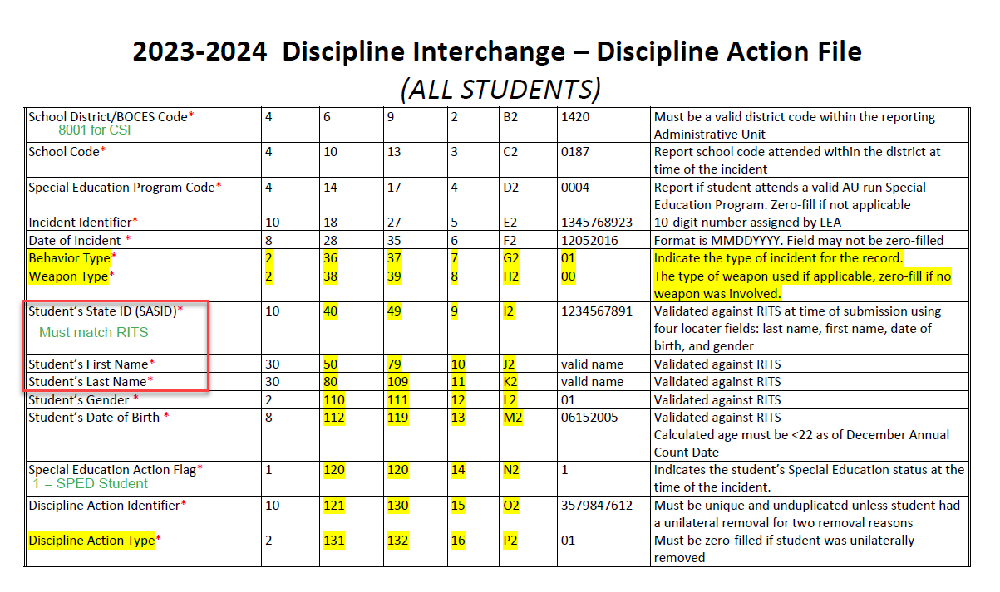 2023-2024 Discipline Interchange – Discipline Action File
(ALL STUDENTS)
School District/BOCES Code* 4 6 9 2 B2 1420 Must be a valid district code within the reporting
8001 for CSI Administrative Unit
School Code* 4 10 13 3 C2 0187 Report school code attended within the district at
time of the incident
Special Education Program Code* 4 14 17 4 D2 0004 Report if student attends a valid AU run Special
Education Program. Zero-fill if not applicable
Incident Identifier* 10 18 27 5 E2 1345768923 10-digit number assigned by LEA
Date of Incident * 8 28 35 6 F2 12052016 Format is MMDDYYYY. Field may not be zero-filled
Behavior Type* 2 36 37 7 G2 01 Indicate the type of incident for the record.
Weapon Type* 2 38 39 8 H2 00 The type of weapon used if applicable, zero-fill if no
weapon was involved.
Student's State ID (SASID)* 10 40 49 9 I2 1234567891 Validated against RITS at time of submission using
Must match RITS four locater fields: last name, first name, date of
birth, and gender
Student's First Name* 30 50 79 10 J2 valid name Validated against RITS
Student's Last Name* 30 80 109 11 K2 valid name Validated against RITS
Student's Gender * 2 110 111 12 L2 01 Validated against RITS
Student's Date of Birth * 8 112 119 13 M2 06152005 Validated against RITS
Calculated age must be <22 as of December Annual
Count Date
Special Education Action Flag* 1 120 120 14 N2 1 Indicates the student's Special Education status at the
1 = SPED Student time of the incident.
Discipline Action Identifier* 10 121 130 15 O2 3579847612 Must be unique and unduplicated unless student had
a unilateral removal for two removal reasons
Discipline Action Type* 2 131 132 16 P2 01 Must be zero-filled if student was unilaterally
removed